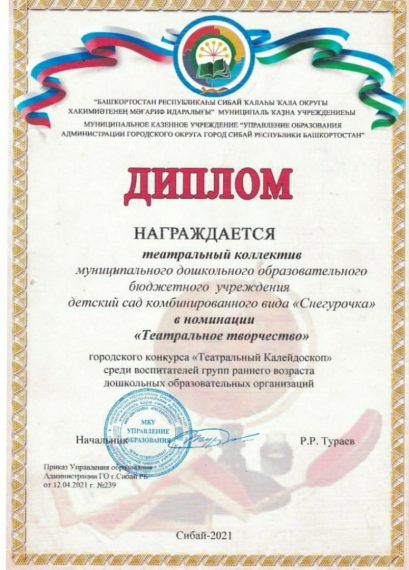 "БАШКОРТОСТАН РЕСПУБЛИКАҺЫ СИБАЙ ҠАЛАҺЫ ҠАЛА ОКРУГЫ
ХАКИМИӘТЕНЕҢ МӘҒАРИФ ИДАРАЛЫҒЫ" МУНИЦИПАЛЬ ҠАҘНА УЧРЕЖДЕНИЕҺЫ
МУНИЦИПАЛЬНОЕ КАЗЕННОЕ УЧРЕЖДЕНИЕ "УПРАВЛЕНИЕ ОБРАЗОВАНИЯ
АДМИНИСТРАЦИИ ГОРОДСКОГО ОКРУГА ГОРОД СИБАЙ РЕСПУБЛИКИ БАШКОРТОСТАН"
ДИПЛОМ
НАГРАЖДАЕТСЯ
театральный коллектив
муниципального дошкольного образовательного
бюджетного учреждения
детский сад комбинированного вида «Снегурочка»
в номинации
«Театральное творчество»
городского конкурса «Театральный Калейдоскоп»
среди воспитателей групп раннего возраста
дошкольных образовательных организаций
МКУ
УПРАВЛЕНИЕ
ОБРАЗОВАНИЯ
Начальник Р.Р. Тураев
Приказ Управления образования
Администрации ГО г.Сибай РБ
от 12.04.2021 г. №239
Сибай-2021